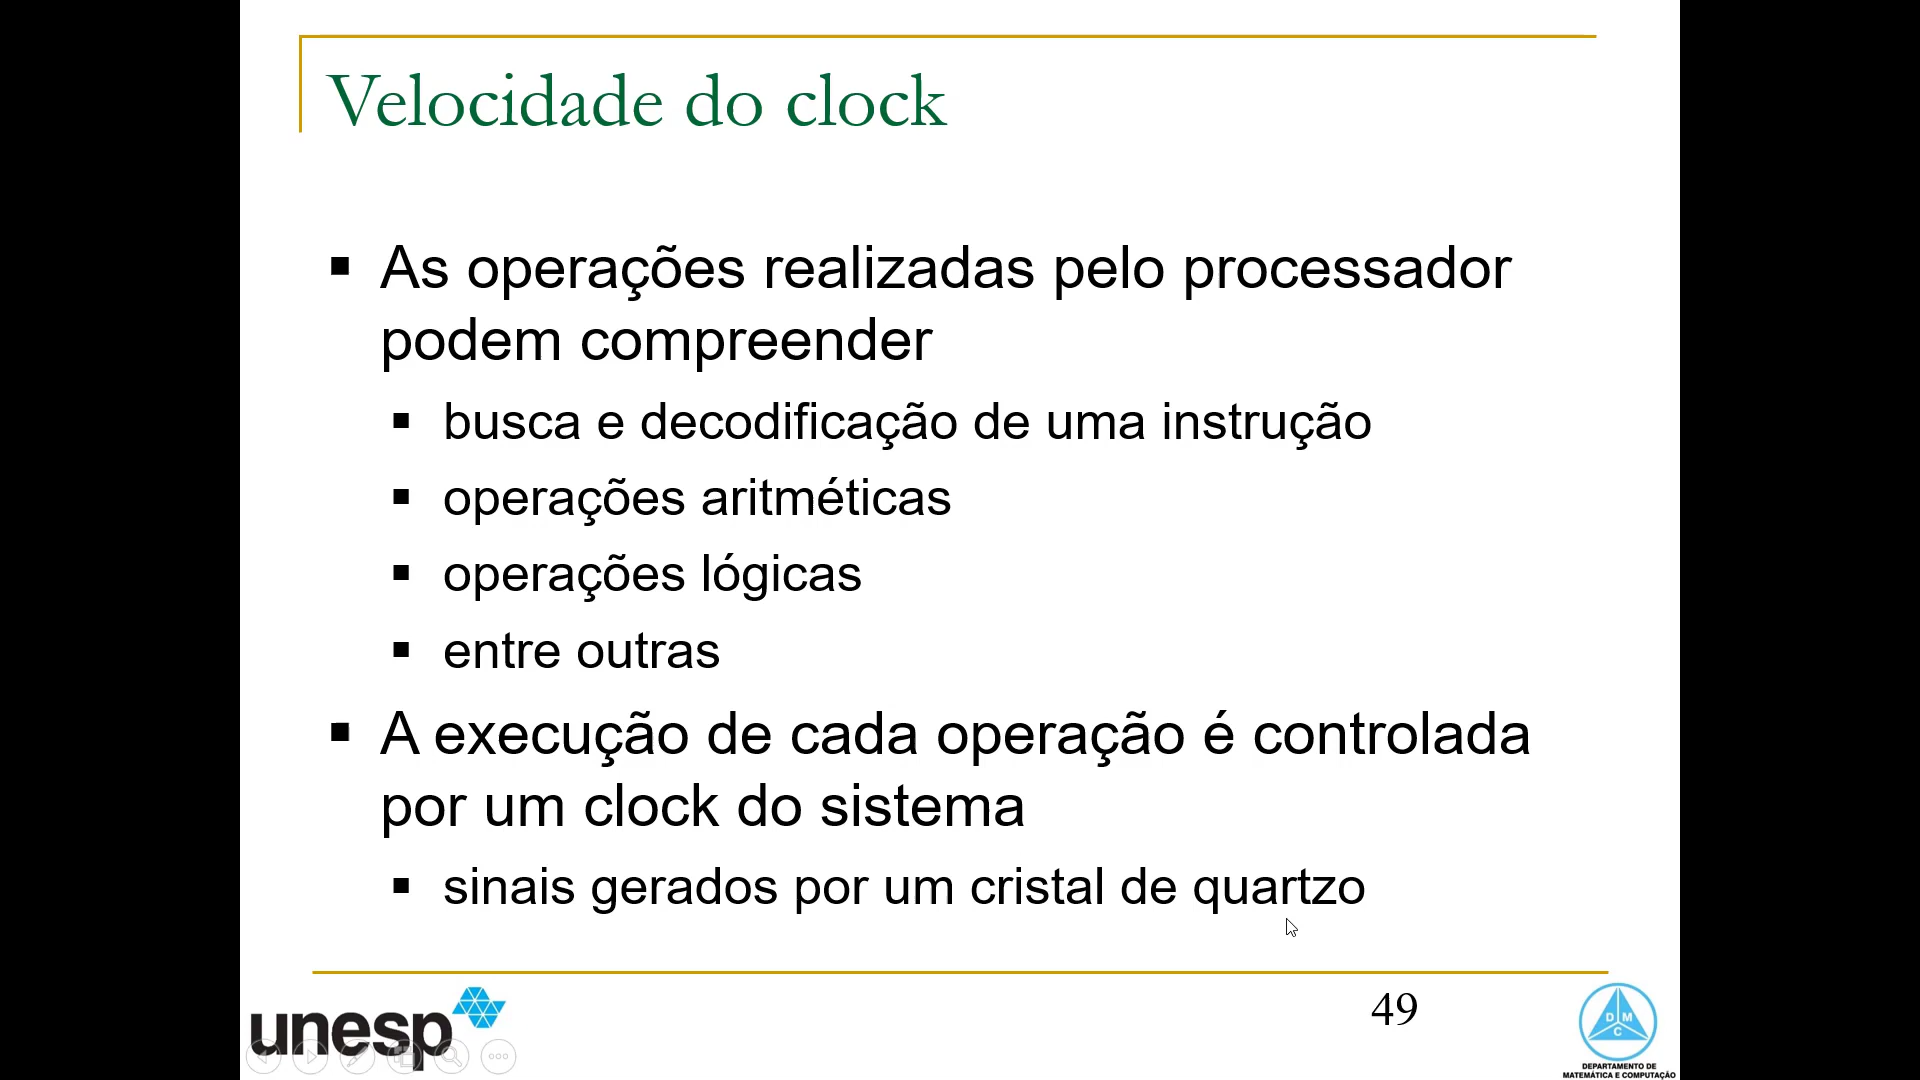 Velocidade do clock
As operações realizadas pelo processador
podem compreender
busca e decodificação de uma instrução
operações aritméticas
operações lógicas
entre outras
A execução de cada operação é controlada
por um clock do sistema
sinais gerados por um cristal de quartzo
unesp
49
D M
C
DEPARTAMENTO DE
MATEMÁTICA E COMPUTAÇÃO